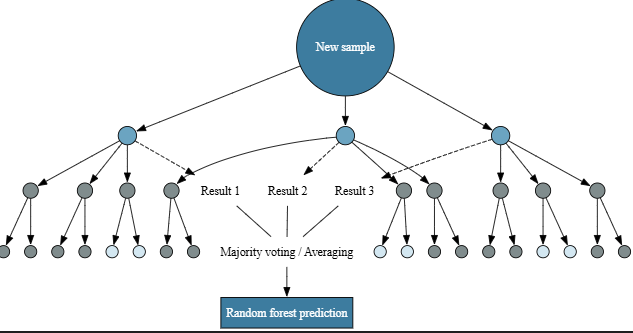 New sample
Result 1
Result 2
Result 3
Majority voting / Averaging
Random forest prediction